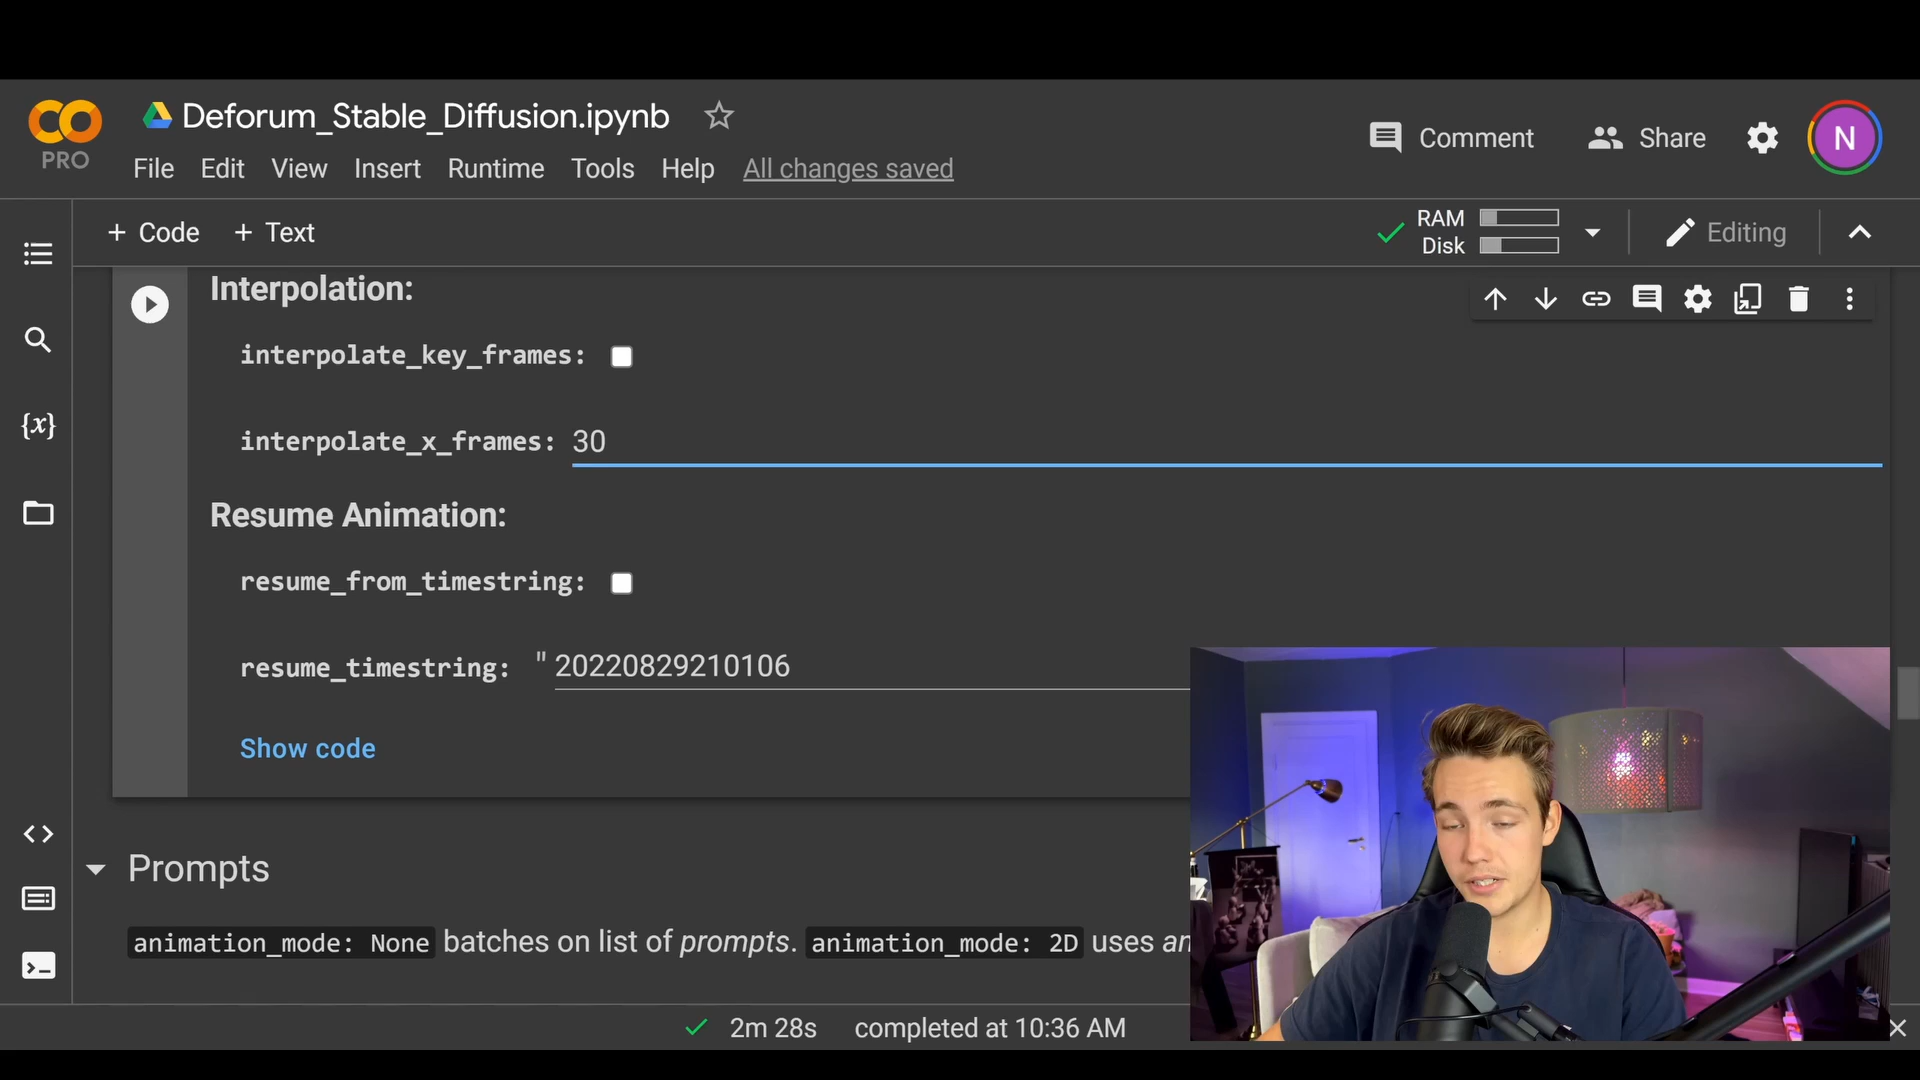 Deforum_Stable_Diffusion.ipynb
PRO
Comment
Share
N
File Edit View Insert Runtime Tools Help All changes saved
+ Code + Text
RAM
Disk
Editing
Interpolation:
interpolate_key_frames:
{x}
interpolate_x_frames: 30
Resume Animation:
resume_from_timestring:
resume_timestring: " 20220829210106
Show code
Prompts
animation_mode: None batches on list of prompts. animation_mode: 2D uses an
2m 28s completed at 10:36 AM